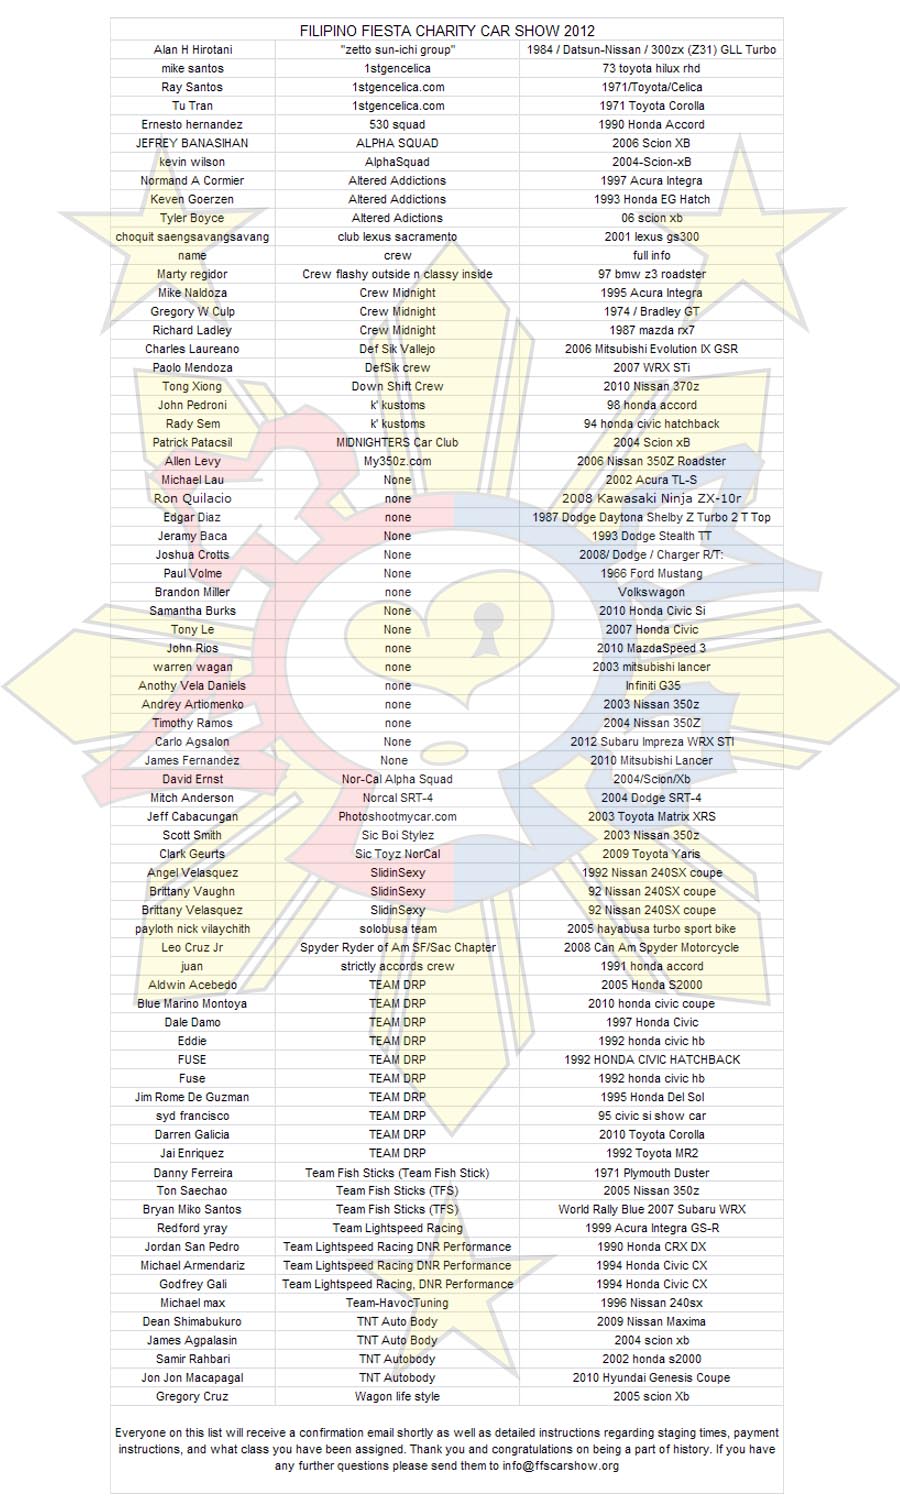 FILIPINO FIESTA CHARITY CAR SHOW 2012
Alan H Hirotani "zetto sun-ichi group" 1984 / Datsun-Nissan / 300zx (Z31) GLL Turbo
mike santos 1stgencelica 73 toyota hilux rhd
Ray Santos 1stgencelica.com 1971/Toyota/Celica
Tu Tran 1stgencelica.com 1971 Toyota Corolla
Ernesto hernandez 530 squad 1990 Honda Accord
JEFREY BANASIHAN ALPHA SQUAD 2006 Scion XB
kevin wilson AlphaSquad 2004-Scion-xB
Normand A Cormier Altered Addictions 1997 Acura Integra
Keven Goerzen Altered Addictions 1993 Honda EG Hatch
Tyler Boyce Altered Adictions 06 scion xb
choquit saengsavangsavang club lexus sacramento 2001 lexus gs300
name crew full info
Marty regidor Crew flashy outside n classy inside 97 bmw z3 roadster
Mike Naldoza Crew Midnight 1995 Acura Integra
Gregory W Culp Crew Midnight 1974 / Bradley GT
Richard Ladley Crew Midnight 1987 mazda rx7
Charles Laureano Def Sik Vallejo 2006 Mitsubishi Evolution IX GSR
Paolo Mendoza DefSik crew 2007 WRX STi
Tong Xiong Down Shift Crew 2010 Nissan 370z
John Pedroni k' kustoms 98 honda accord
Rady Sem k' kustoms 94 honda civic hatchback
Patrick Patacsil MIDNIGHTERS Car Club 2004 Scion xB
Allen Levy My350z.com 2006 Nissan 350Z Roadster
Michael Lau None 2002 Acura TL-S
Ron Quilacio none 2008 Kawasaki Ninja ZX-10r
Edgar Diaz none 1987 Dodge Daytona Shelby Z Turbo 2 T Top
Jeramy Baca None 1993 Dodge Stealth TT
Joshua Crotts None 2008/ Dodge / Charger R/T:
Paul Volme None 1966 Ford Mustang
Brandon Miller none Volkswagon
Samantha Burks None 2010 Honda Civic Si
Tony Le None 2007 Honda Civic
John Rios none 2010 MazdaSpeed 3
warren wagan none 2003 mitsubishi lancer
Anothy Vela Daniels none Infiniti G35
Andrey Artiomenko none 2003 Nissan 350z
Timothy Ramos none 2004 Nissan 350Z
Carlo Agsalon None 2012 Subaru Impreza WRX STI
James Fernandez None 2010 Mitsubishi Lancer
David Ernst Nor-Cal Alpha Squad 2004/Scion/Xb
Mitch Anderson Norcal SRT-4 2004 Dodge SRT-4
Jeff Cabacungan Photoshootmycar.com 2003 Toyota Matrix XRS
Scott Smith Sic Boi Stylez 2003 Nissan 350z
Clark Geurts Sic Toyz NorCal 2009 Toyota Yaris
Angel Velasquez SlidinSexy 1992 Nissan 240SX coupe
Brittany Vaughn SlidinSexy 92 Nissan 240SX coupe
Brittany Velasquez SlidinSexy 92 Nissan 240SX coupe
payloth nick vilaychith solobusa team 2005 hayabusa turbo sport bike
Leo Cruz Jr Spyder Ryder of Am SF/Sac Chapter 2008 Can Am Spyder Motorcycle
juan strictly accords crew 1991 honda accord
Aldwin Acebedo TEAM DRP 2005 Honda S2000
Blue Marino Montoya TEAM DRP 2010 honda civic coupe
Dale Damo TEAM DRP 1997 Honda Civic
Eddie TEAM DRP 1992 honda civic hb
FUSE TEAM DRP 1992 HONDA CIVIC HATCHBACK
Fuse TEAM DRP 1992 honda civic hb
Jim Rome De Guzman TEAM DRP 1995 Honda Del Sol
syd francisco TEAM DRP 95 civic si show car
Darren Galicia TEAM DRP 2010 Toyota Corolla
Jai Enriquez TEAM DRP 1992 Toyota MR2
Danny Ferreira Team Fish Sticks (Team Fish Stick) 1971 Plymouth Duster
Ton Saechao Team Fish Sticks (TFS) 2005 Nissan 350z
Bryan Miko Santos Team Fish Sticks (TFS) World Rally Blue 2007 Subaru WRX
Redford yray Team Lightspeed Racing 1999 Acura Integra GS-R
Jordan San Pedro Team Lightspeed Racing DNR Performance 1990 Honda CRX DX
Michael Armendariz Team Lightspeed Racing DNR Performance 1994 Honda Civic CX
Godfrey Gali Team Lightspeed Racing, DNR Performance 1994 Honda Civic CX
Michael max Team-HavocTuning 1996 Nissan 240sx
Dean Shimabukuro TNT Auto Body 2009 Nissan Maxima
James Agpalasin TNT Auto Body 2004 scion xb
Samir Rahbari TNT Autobody 2002 honda s2000
Jon Jon Macapagal TNT Autobody 2010 Hyundai Genesis Coupe
Gregory Cruz Wagon life style 2005 scion Xb
Everyone on this list will receive a confirmation email shortly as well as detailed instructions regarding staging times, payment
instructions, and what class you have been assigned. Thank you and congratulations on being a part of history. If you have
any further questions please send them to info@ffscarshow.org